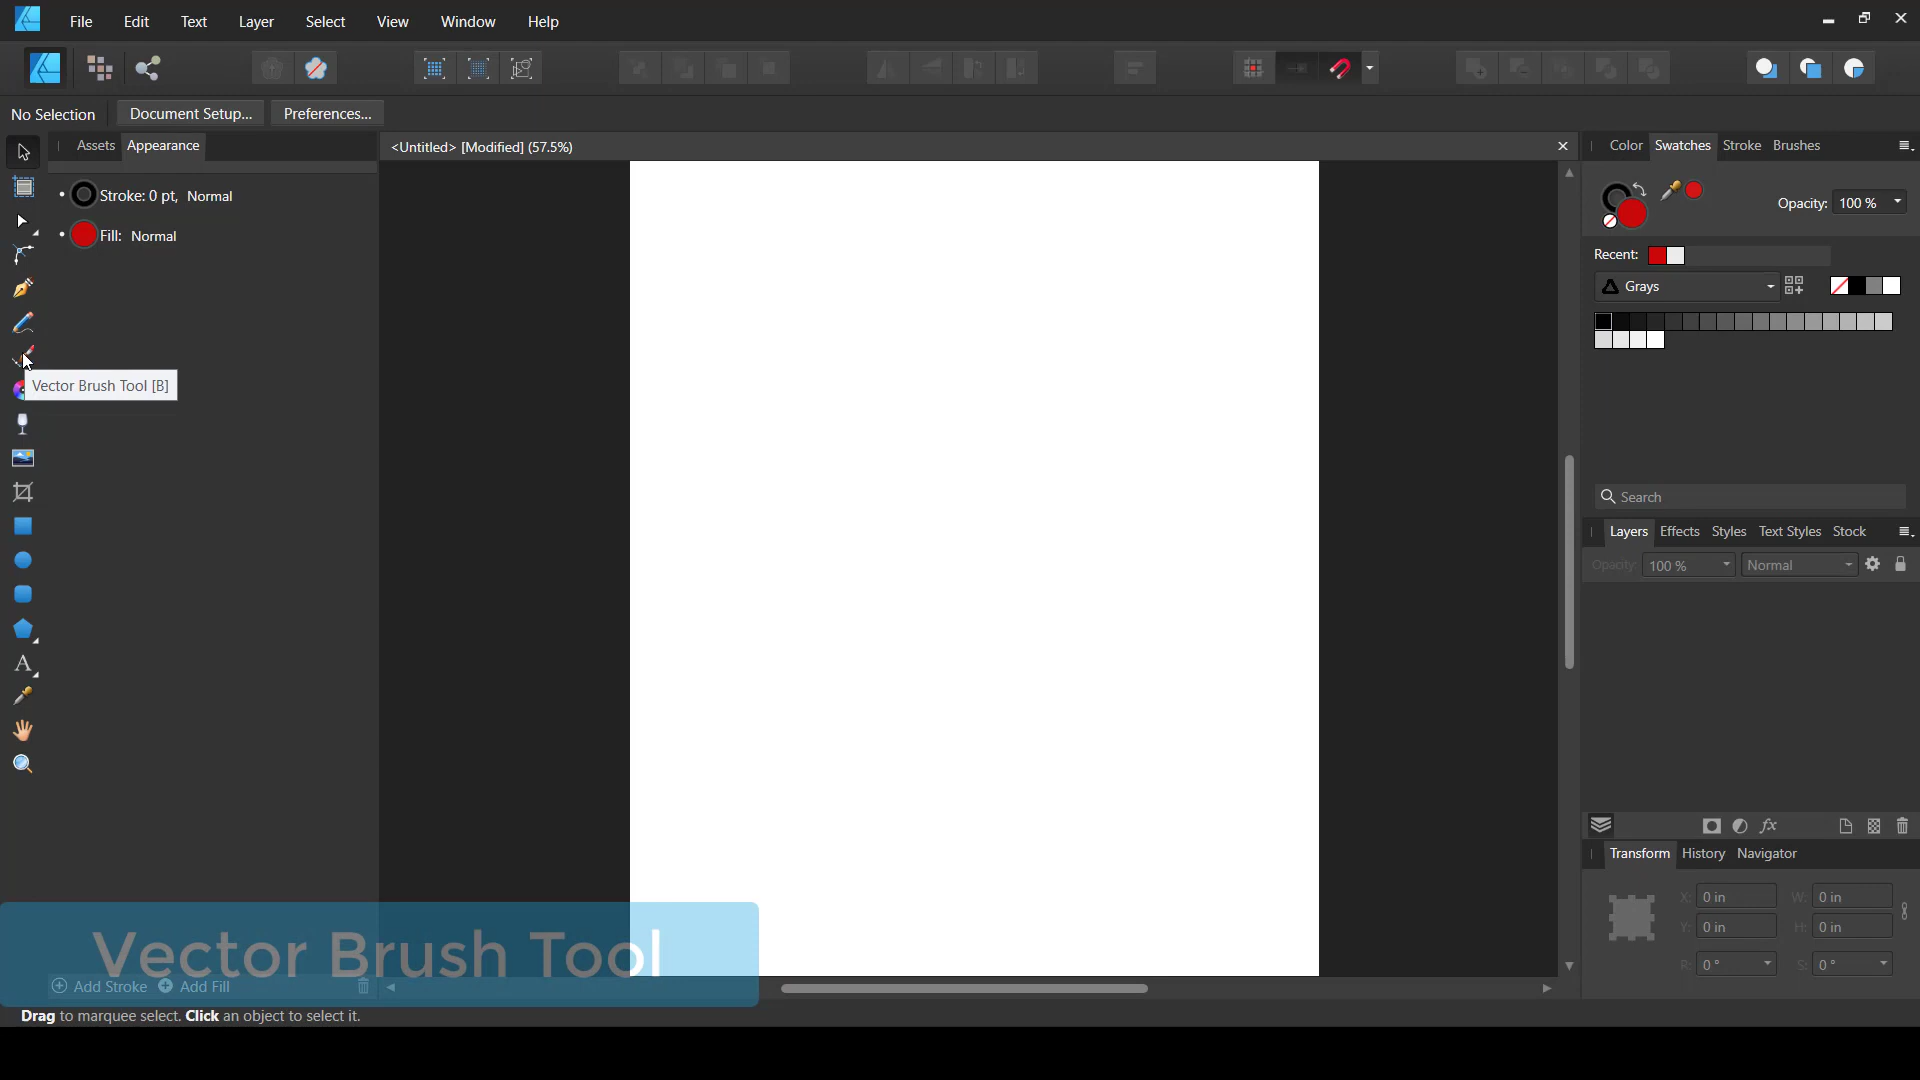 File Edit Text Layer Select View Window Help
No Selection Document Setup... Preferences...
Assets Appearance
<Untitled> [Modified] (57.5%)
Color Swatches Stroke Brushes
Stroke: 0 pt, Normal
Fill: Normal
Opacity: 100 %
Recent:
Grays
Vector Brush Tool [B]
A
Search
Layers Effects Styles Text Styles Stock
Opacity: 100 % Normal
fx
Transform History Navigator
X: 0 in W: 0 in
Y: 0 in H: 0 in
R: 0 ° S: 0 °
Vector Brush Tool
Add Stroke Add Fill
Drag to marquee select. Click an object to select it.